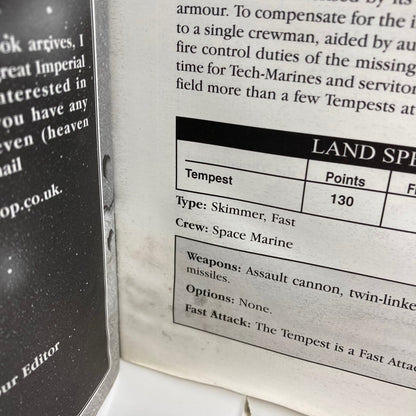 ok arrives, I
reat Imperial
nterested in
you have any
even (heaven
ail
op.co.uk.
our Editor
armour. To compensate for the i
to a single crewman, aided by au
fire control duties of the missing
time for Tech-Marines and servitor
field more than a few Tempests at
LAND SPE
Points
Tempest 130
Type: Skimmer, Fast
Crew: Space Marine
Weapons: Assault cannon, twin-linke
missiles.
Options: None.
Fast Attack: The Tempest is a Fast Attac